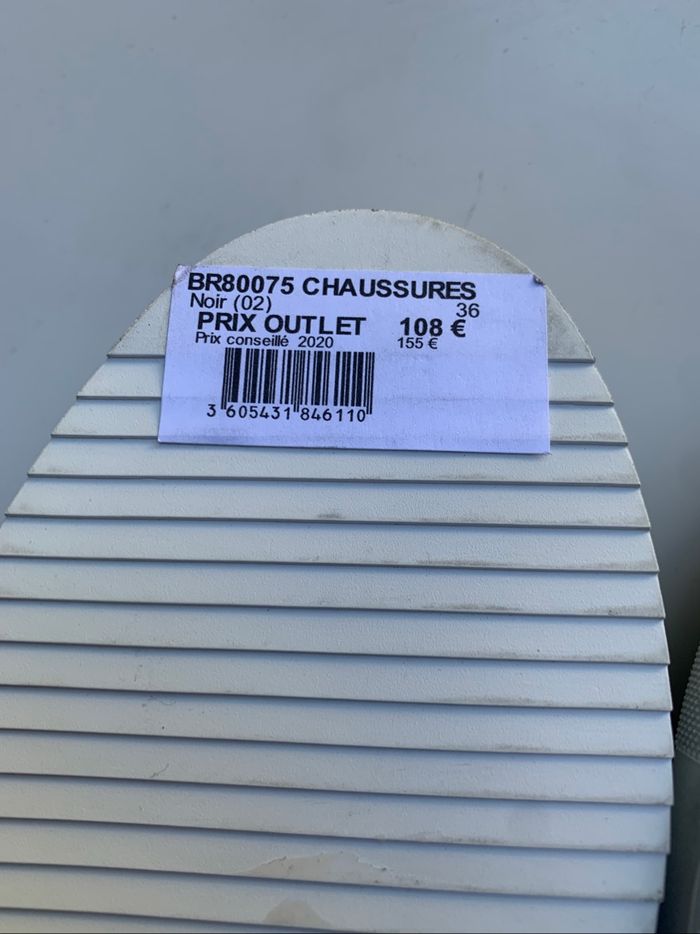 BR80075 CHAUSSURES
Noir (02) 36
PRIX OUTLET 108 €
Prix conseillé 2020 155 €
3 605431 846110